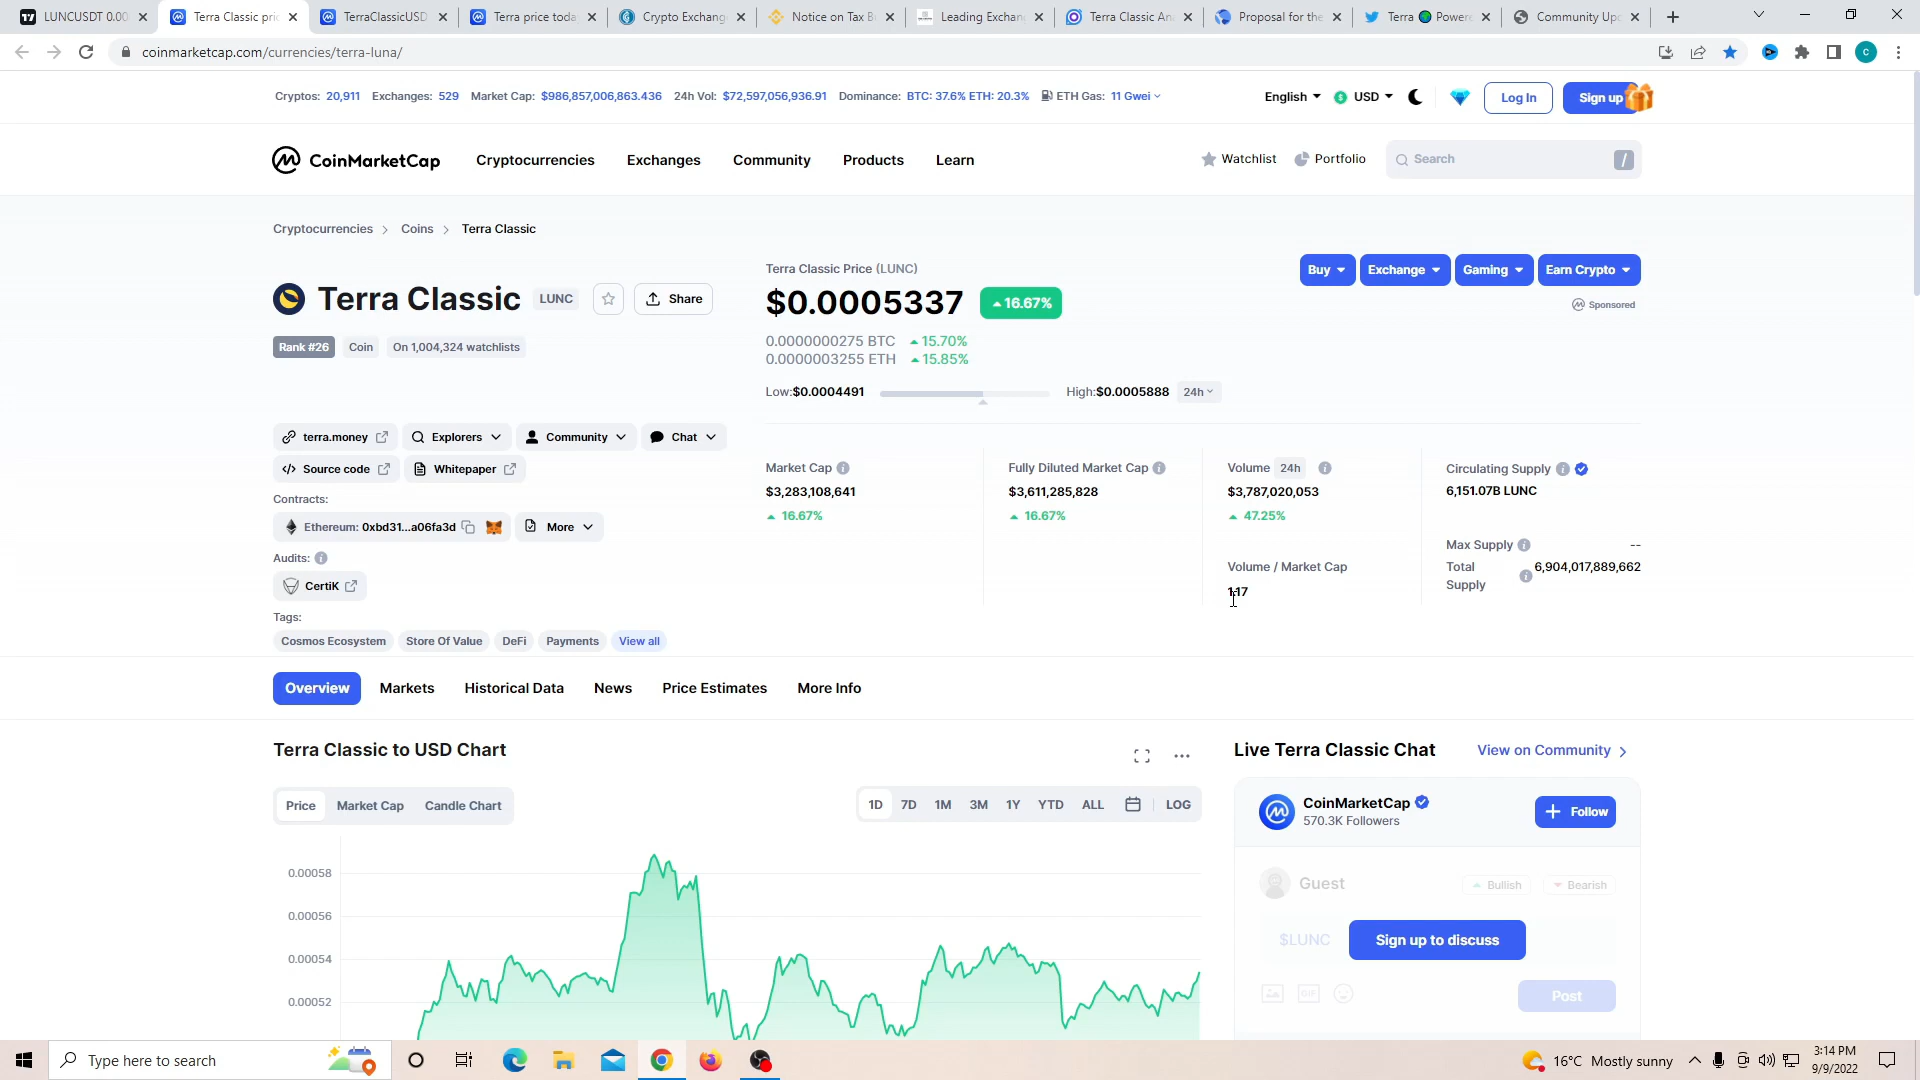 LUNCUSDT 0.00
Terra Classic pri
TerraClassicUSD
Terra price toda
Crypto Exchang
Notice on Tax B
Leading Exchan
Terra Classic An
Proposal for the
Terra 🌍 Power
Community Up
coinmarketcap.com/currencies/terra-luna/
C
Cryptos: 20,911 Exchanges: 529 Market Cap: $986,857,006,863.436 24h Vol: $72,597,056,936.91 Dominance: BTC: 37.6% ETH: 20.3% ETH Gas: 11 Gwei
English USD Log In Sign up
CoinMarketCap
Cryptocurrencies Exchanges Community Products Learn
Watchlist Portfolio Search /
Cryptocurrencies > Coins > Terra Classic
Terra Classic LUNC Share
Rank #26 Coin On 1,004,324 watchlists
Terra Classic Price (LUNC)
$0.0005337 16.67%
0.0000000275 BTC 15.70%
0.0000003255 ETH 15.85%
Low:$0.0004491 High:$0.0005888 24h
Buy Exchange Gaming Earn Crypto
Sponsored
terra.money Explorers Community Chat
Source code Whitepaper
Contracts:
Ethereum: 0xbd31...a06fa3d More
Audits:
CertiK
Tags:
Cosmos Ecosystem Store Of Value DeFi Payments View all
Market Cap
$3,283,108,641
16.67%
Fully Diluted Market Cap
$3,611,285,828
16.67%
Volume 24h
$3,787,020,053
47.25%
Volume / Market Cap
1.17
Circulating Supply
6,151.07B LUNC
Max Supply --
Total Supply 6,904,017,889,662
Overview Markets Historical Data News Price Estimates More Info
Terra Classic to USD Chart
Price Market Cap Candle Chart
1D 7D 1M 3M 1Y YTD ALL LOG
0.00058
0.00056
0.00054
0.00052
Live Terra Classic Chat View on Community >
CoinMarketCap
570.3K Followers
Follow
Guest Bullish Bearish
$LUNC Sign up to discuss
GIF
Post
Type here to search
16°C Mostly sunny
3:14 PM
9/9/2022